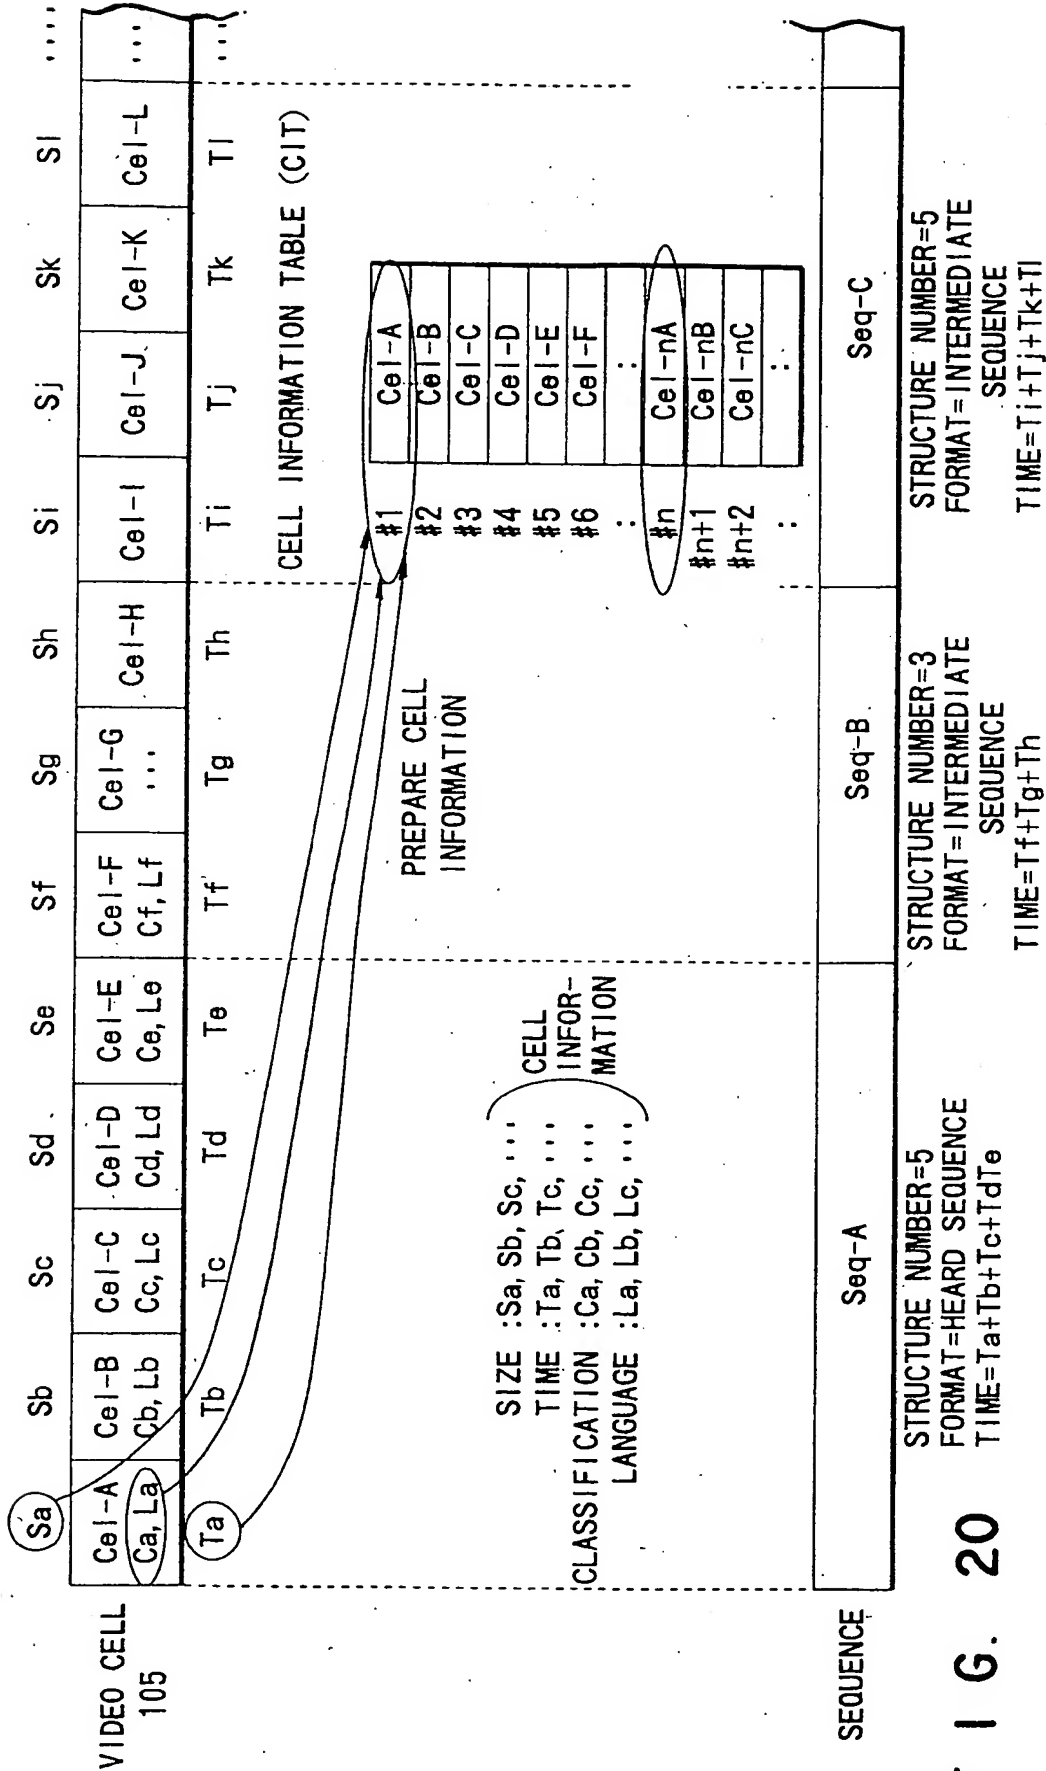 Sa Sb Sc Sd Se Sf Sg Sh Si Sj Sk Sl ....
VIDEO CELL
105
Cel-A Cel-B Cel-C Cel-D Cel-E Cel-F Cel-G Cel-H Cel-I Cel-J Cel-K Cel-L ...
Ca, La Cb, Lb Cc, Lc Cd, Ld Ce, Le Cf, Lf ...
Ta Tb Tc Td Te Tf Tg Th Ti Tj Tk Tl ....
CELL INFORMATION TABLE (CIT)
#1 Cel-A
#2 Cel-B
#3 Cel-C
#4 Cel-D
#5 Cel-E
#6 Cel-F
: :
#n Cel-nA
#n+1 Cel-nB
#n+2 Cel-nC
: :
PREPARE CELL
INFORMATION
SIZE :Sa, Sb, Sc, ...
TIME :Ta, Tb, Tc, ...
CLASSIFICATION :Ca, Cb, Cc, ...
LANGUAGE :La, Lb, Lc, ...
CELL
INFOR-
MATION
SEQUENCE
Seq-A Seq-B Seq-C
STRUCTURE NUMBER=5
FORMAT=HEARD SEQUENCE
TIME=Ta+Tb+Tc+TdTe
STRUCTURE NUMBER=3
FORMAT=INTERMEDIATE
SEQUENCE
TIME=Tf+Tg+Th
STRUCTURE NUMBER=5
FORMAT=INTERMEDIATE
SEQUENCE
TIME=Ti+Tj+Tk+Tl
I G. 20